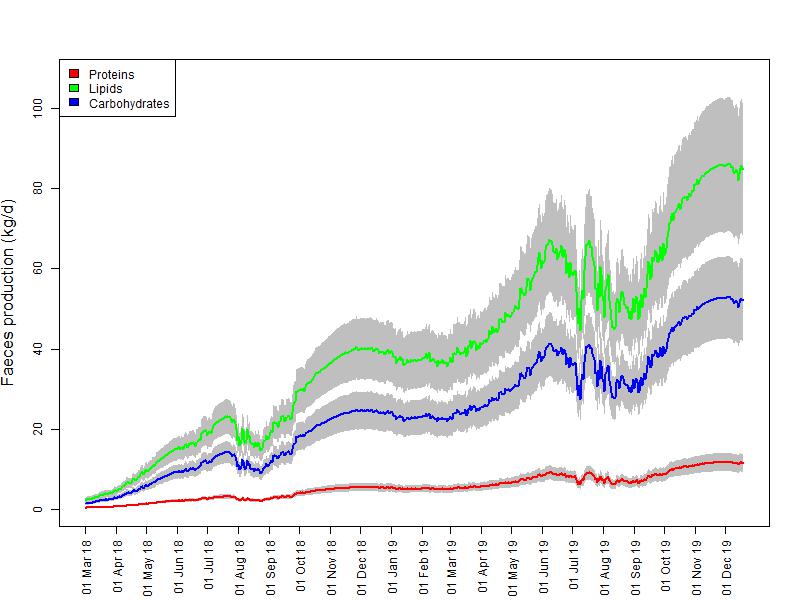 Proteins
Lipids
Carbohydrates
Faeces production (kg/d)
100
80
60
40
20
0
01 Mar 18
01 Apr 18
01 May 18
01 Jun 18
01 Jul 18
01 Aug 18
01 Sep 18
01 Oct 18
01 Nov 18
01 Dec 18
01 Jan 19
01 Feb 19
01 Mar 19
01 Apr 19
01 May 19
01 Jun 19
01 Jul 19
01 Aug 19
01 Sep 19
01 Oct 19
01 Nov 19
01 Dec 19